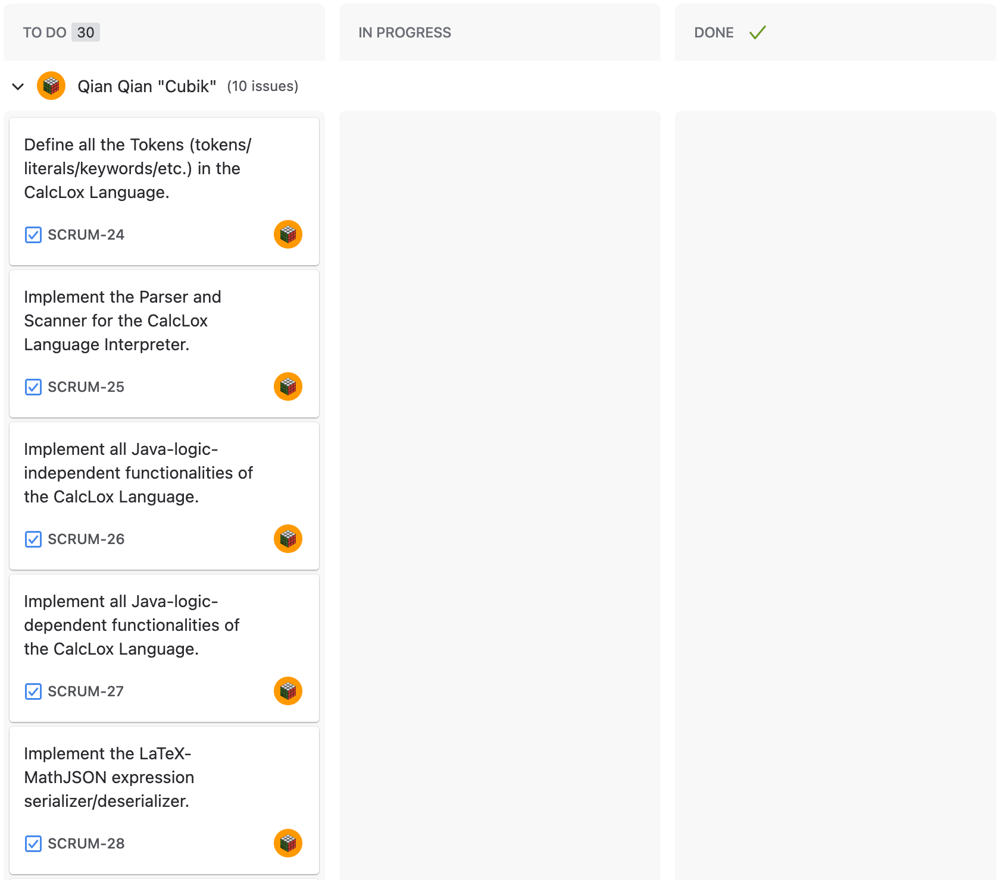 TO DO 30
IN PROGRESS
DONE
Qian Qian "Cubik" (10 issues)
Define all the Tokens (tokens/
literals/keywords/etc.) in the
CalcLox Language.
SCRUM-24
Implement the Parser and
Scanner for the CalcLox
Language Interpreter.
SCRUM-25
Implement all Java-logic-
independent functionalities of
the CalcLox Language.
SCRUM-26
Implement all Java-logic-
dependent functionalities of
the CalcLox Language.
SCRUM-27
Implement the LaTeX-
MathJSON expression
serializer/deserializer.
SCRUM-28